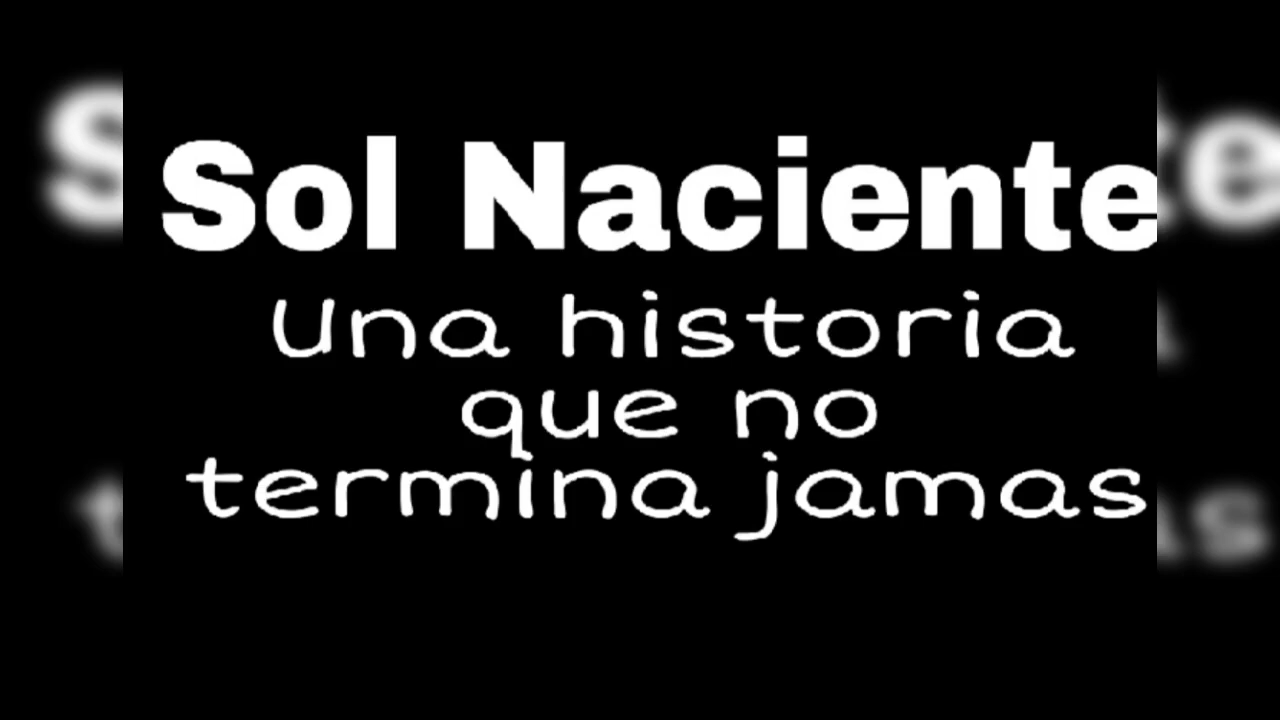 Sol Naciente
Una historia
que no
termina jamas